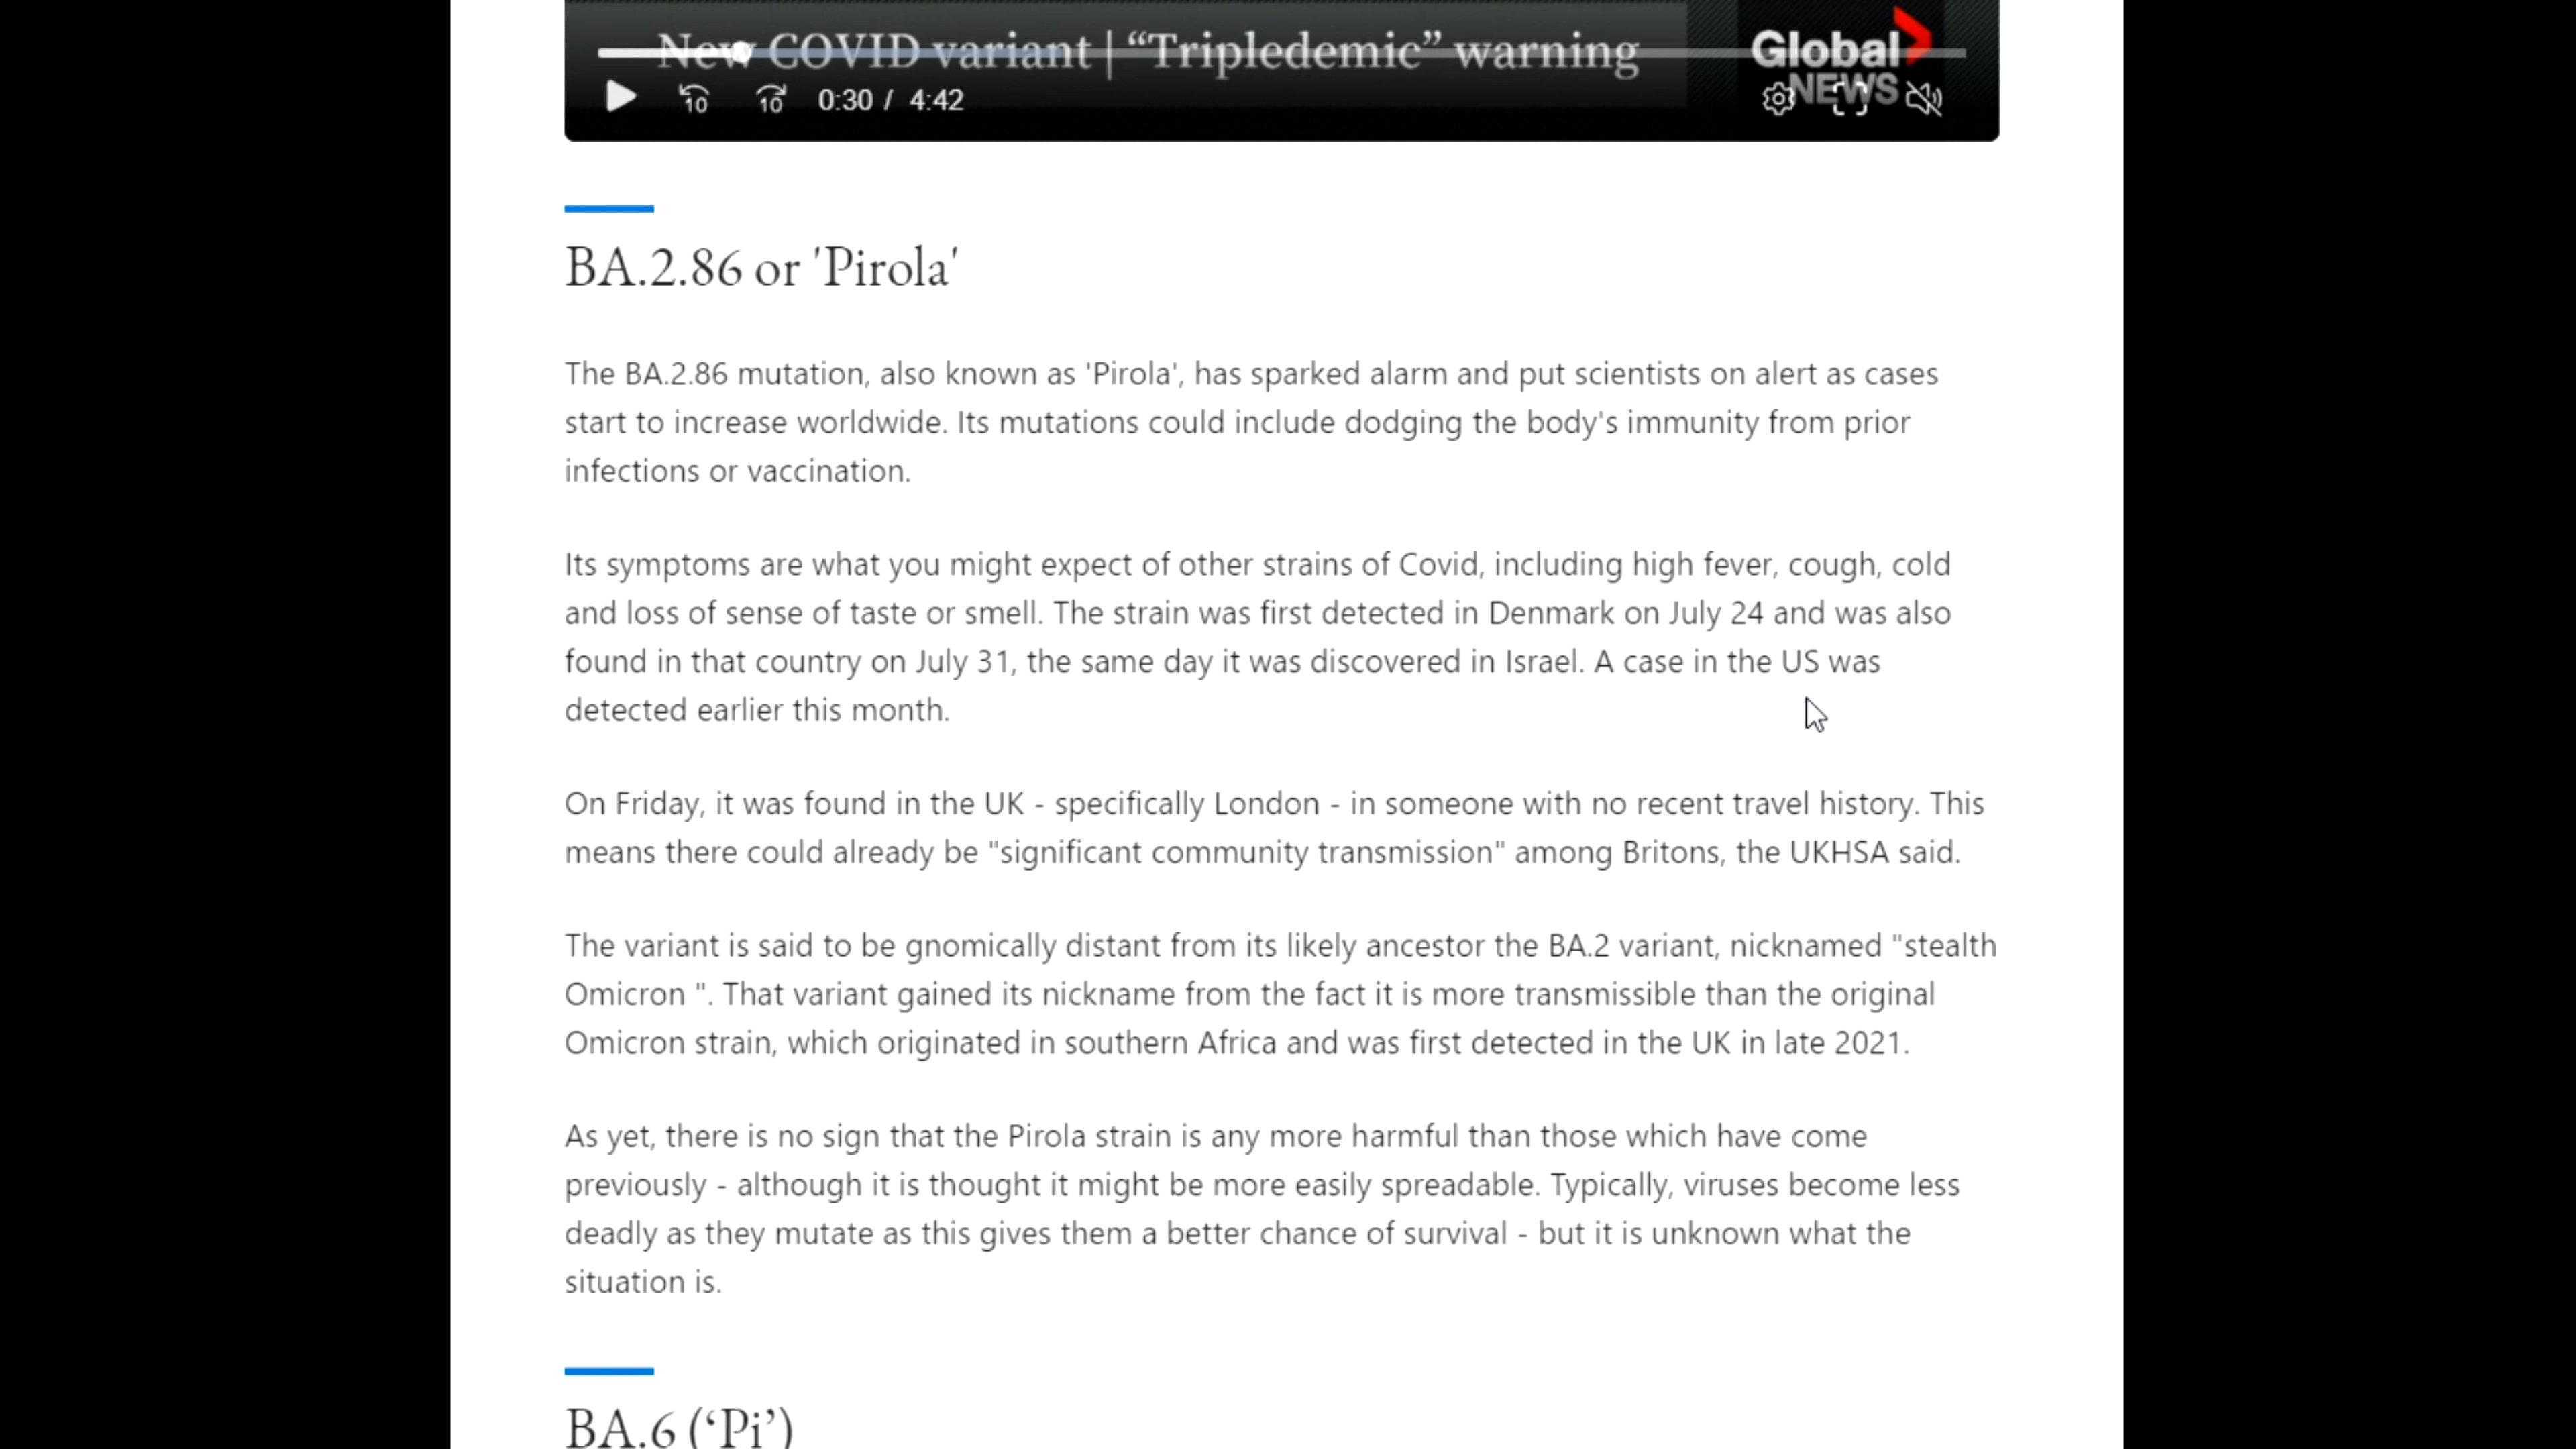 New COVID variant | “Tripledemic” warning
Global
NEWS
10
10
0:30 / 4:42
BA.2.86 or 'Pirola'
The BA.2.86 mutation, also known as 'Pirola', has sparked alarm and put scientists on alert as cases
start to increase worldwide. Its mutations could include dodging the body's immunity from prior
infections or vaccination.
Its symptoms are what you might expect of other strains of Covid, including high fever, cough, cold
and loss of sense of taste or smell. The strain was first detected in Denmark on July 24 and was also
found in that country on July 31, the same day it was discovered in Israel. A case in the US was
detected earlier this month.
On Friday, it was found in the UK - specifically London - in someone with no recent travel history. This
means there could already be "significant community transmission" among Britons, the UKHSA said.
The variant is said to be gnomically distant from its likely ancestor the BA.2 variant, nicknamed "stealth
Omicron ". That variant gained its nickname from the fact it is more transmissible than the original
Omicron strain, which originated in southern Africa and was first detected in the UK in late 2021.
As yet, there is no sign that the Pirola strain is any more harmful than those which have come
previously - although it is thought it might be more easily spreadable. Typically, viruses become less
deadly as they mutate as this gives them a better chance of survival - but it is unknown what the
situation is.
BA.6 (‘Pi’)